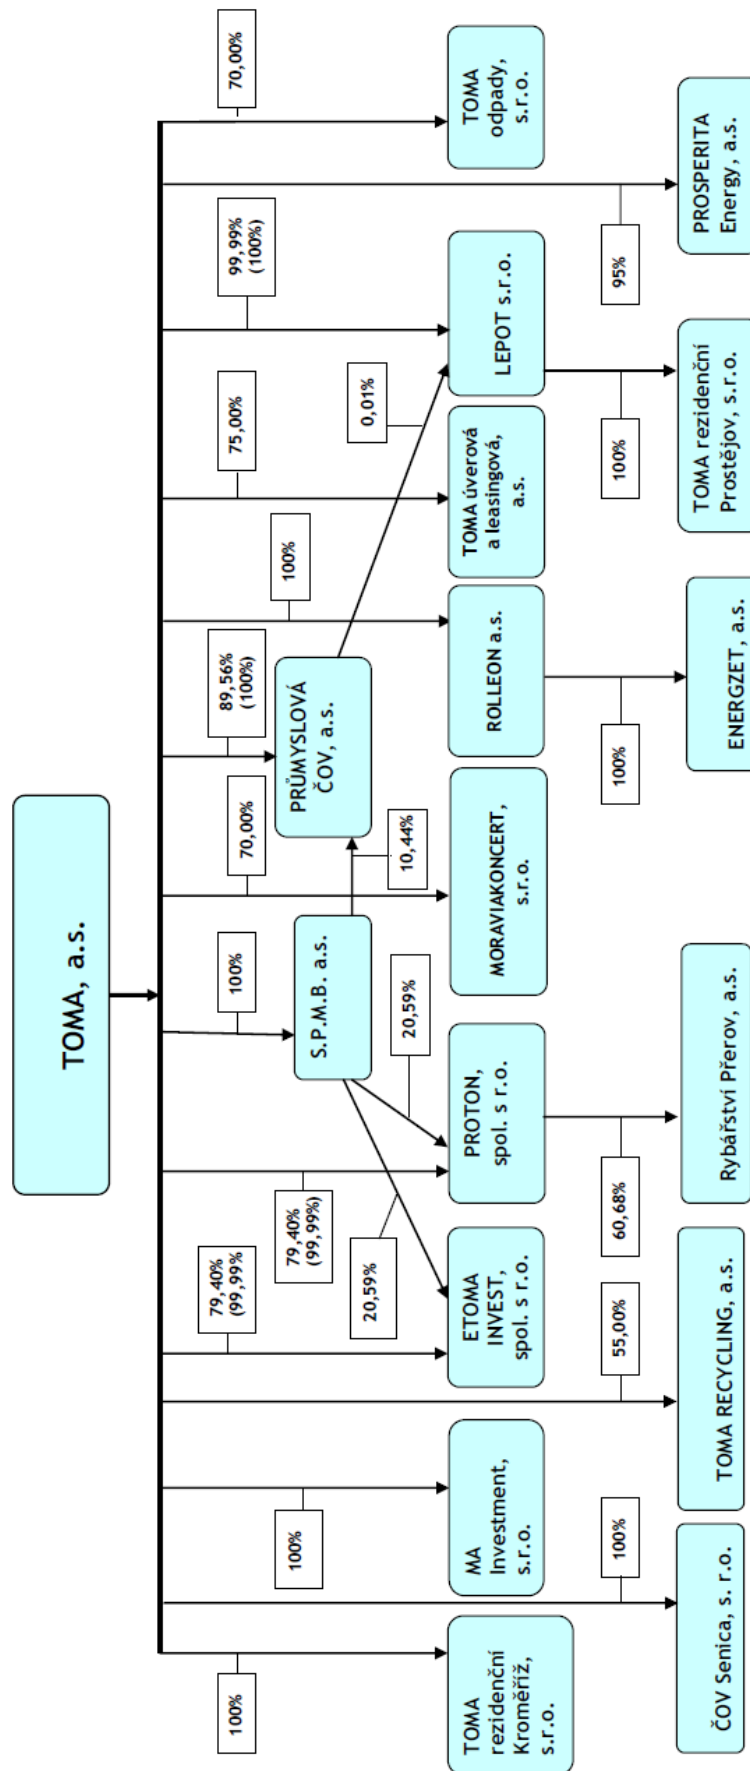 TOMA, a.s.
100%
100%
79,40%
(99,99%
79,40%
(99,99%)
100%
70,00%
89,56%
(100%)
100%
75,00%
99,99%
(100%)
70,00%
S.P.M.B. a.s.
PRŮMYSLOVÁ
ČOV, a.s.
20,59%
20,59%
10,44%
0,01%
TOMA
rezidenční
Kroměříž,
s.r.o.
MA
Investment,
s.r.o.
ETOMA
INVEST,
spol. s r.o.
PROTON,
spol. s r.o.
MORAVIAKONCERT,
s.r.o.
ROLLEON a.s.
TOMA úverová
a leasingová,
a.s.
LEPOT s.r.o.
TOMA
odpady,
s.r.o.
100%
55,00%
60,68%
100%
100%
95%
ČOV Senica, s. r.o.
TOMA RECYCLING, a.s.
Rybářství Přerov, a.s.
ENERGZET, a.s.
TOMA rezidenční
Prostějov, s.r.o.
PROSPERITA
Energy, a.s.